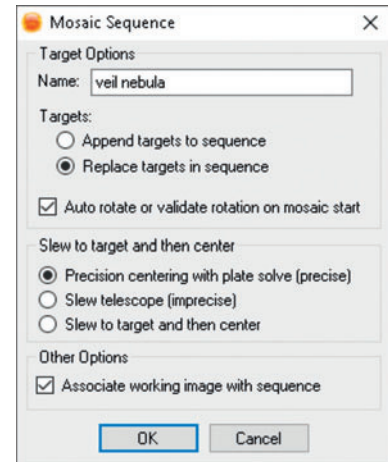 Mosaic Sequence
Target Options
Name: veil nebula
Targets:
Append targets to sequence
Replace targets in sequence
Auto rotate or validate rotation on mosaic start
Slew to target and then center
Precision centering with plate solve (precise)
Slew telescope (imprecise)
Slew to target and then center
Other Options
Associate working image with sequence
OK Cancel